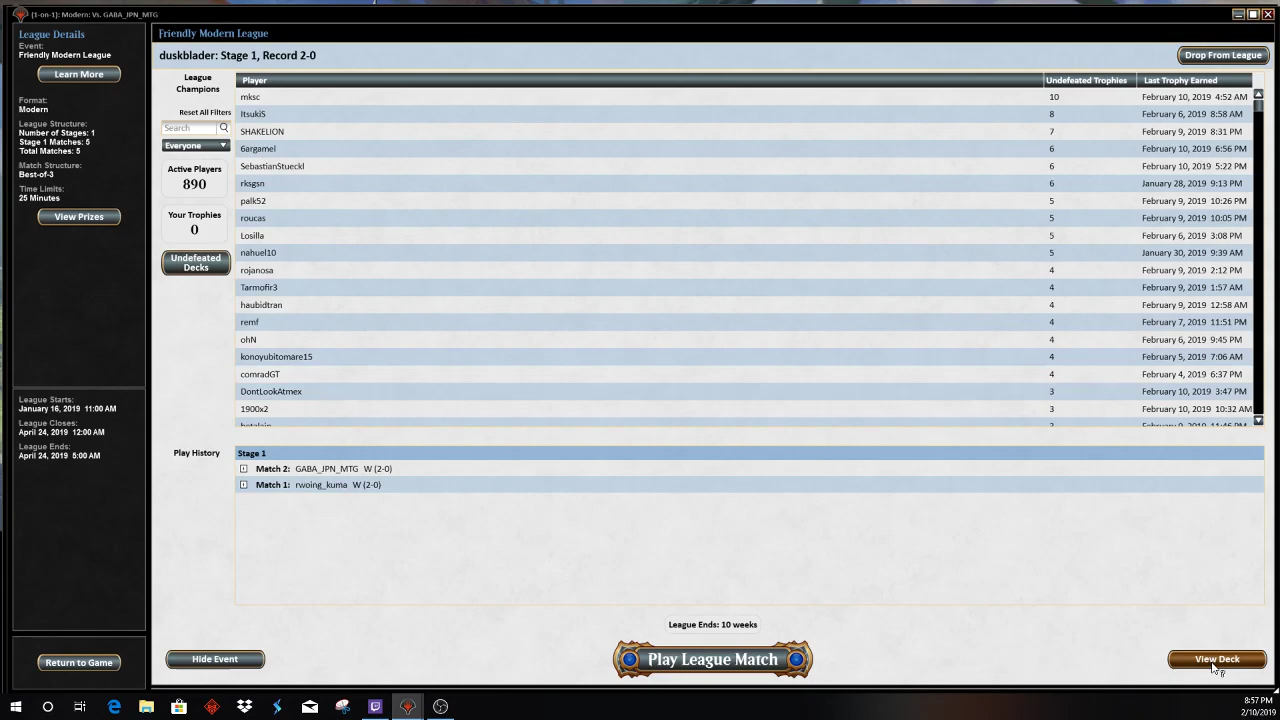 (1-on-1): Modern: Vs. GABA_JPN_MTG
League Details
Event:
Friendly Modern League
Learn More
Format:
Modern
League Structure:
Number of Stages: 1
Stage 1 Matches: 5
Total Matches: 5
Match Structure:
Best-of-3
Time Limits:
25 Minutes
View Prizes
League Starts:
January 16, 2019 11:00 AM
League Closes:
April 24, 2019 12:00 AM
League Ends:
April 24, 2019 5:00 AM
Return to Game
Friendly Modern League
duskblader: Stage 1, Record 2-0
Drop From League
League
Champions
Reset All Filters
Search
Everyone
Active Players
890
Your Trophies
0
Undefeated
Decks
Player Undefeated Trophies Last Trophy Earned
mksc 10 February 10, 2019 4:52 AM
ItsukiS 8 February 6, 2019 8:58 AM
SHAKELION 7 February 9, 2019 8:31 PM
6argamel 6 February 10, 2019 6:56 PM
SebastianStueckl 6 February 10, 2019 5:22 PM
rksgsn 6 January 28, 2019 9:13 PM
palk52 5 February 9, 2019 10:26 PM
roucas 5 February 9, 2019 10:05 PM
Losilla 5 February 6, 2019 3:08 PM
nahuel10 5 January 30, 2019 9:39 AM
rojanosa 4 February 9, 2019 2:12 PM
Tarmofir3 4 February 9, 2019 1:57 AM
haubidtran 4 February 9, 2019 12:58 AM
remf 4 February 7, 2019 11:51 PM
ohN 4 February 6, 2019 9:45 PM
konoyubitomare15 4 February 5, 2019 7:06 AM
comradGT 4 February 4, 2019 6:37 PM
DontLookAtmex 3 February 10, 2019 3:47 PM
1900x2 3 February 10, 2019 10:32 AM
Play History
Stage 1
Match 2: GABA_JPN_MTG W (2-0)
Match 1: rwoing_kuma W (2-0)
League Ends: 10 weeks
Hide Event
Play League Match
View Deck
8:57 PM
2/10/2019